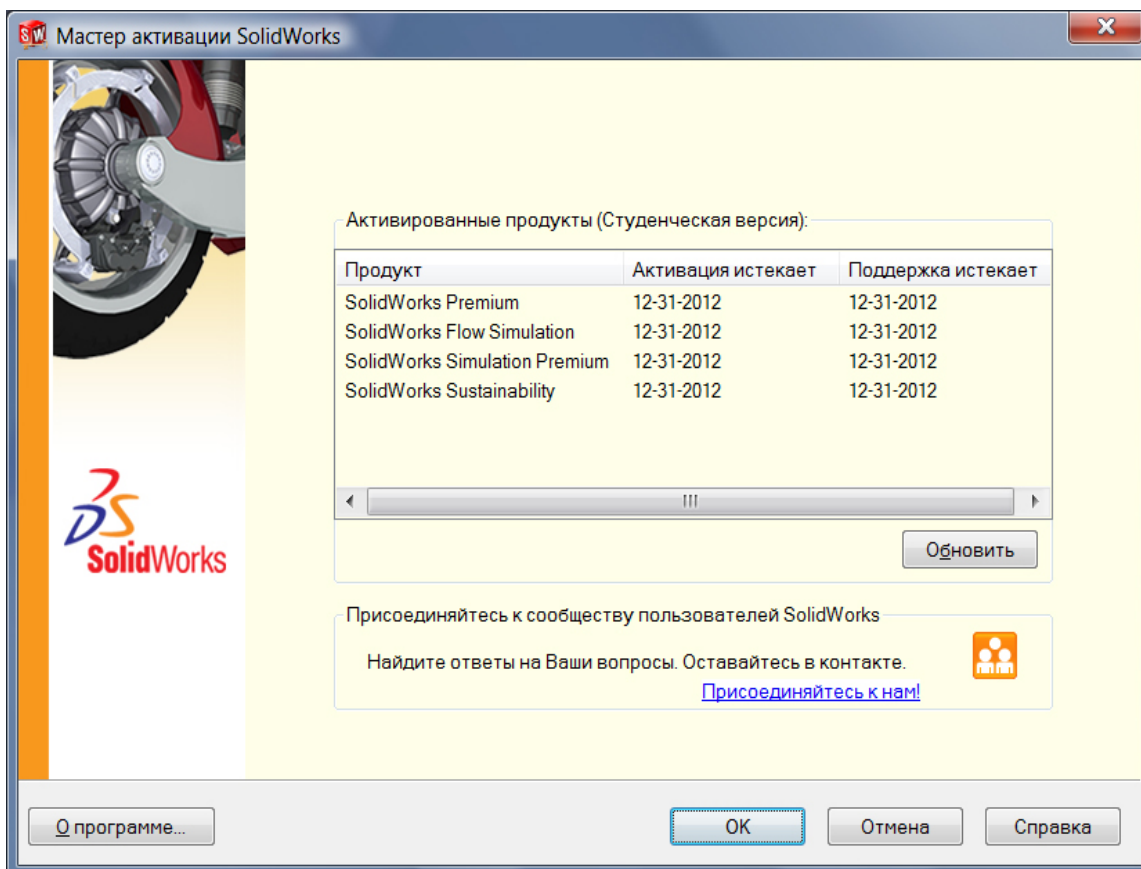 SW Мастер активации SolidWorks
Активированные продукты (Студенческая версия):
Продукт Активация истекает Поддержка истекает
SolidWorks Premium 12-31-2012 12-31-2012
SolidWorks Flow Simulation 12-31-2012 12-31-2012
SolidWorks Simulation Premium 12-31-2012 12-31-2012
SolidWorks Sustainability 12-31-2012 12-31-2012
DS
SolidWorks
Обновить
Присоединяйтесь к сообществу пользователей SolidWorks
Найдите ответы на Ваши вопросы. Оставайтесь в контакте.
Присоединяйтесь к нам!
О программе...
OK
Отмена
Справка